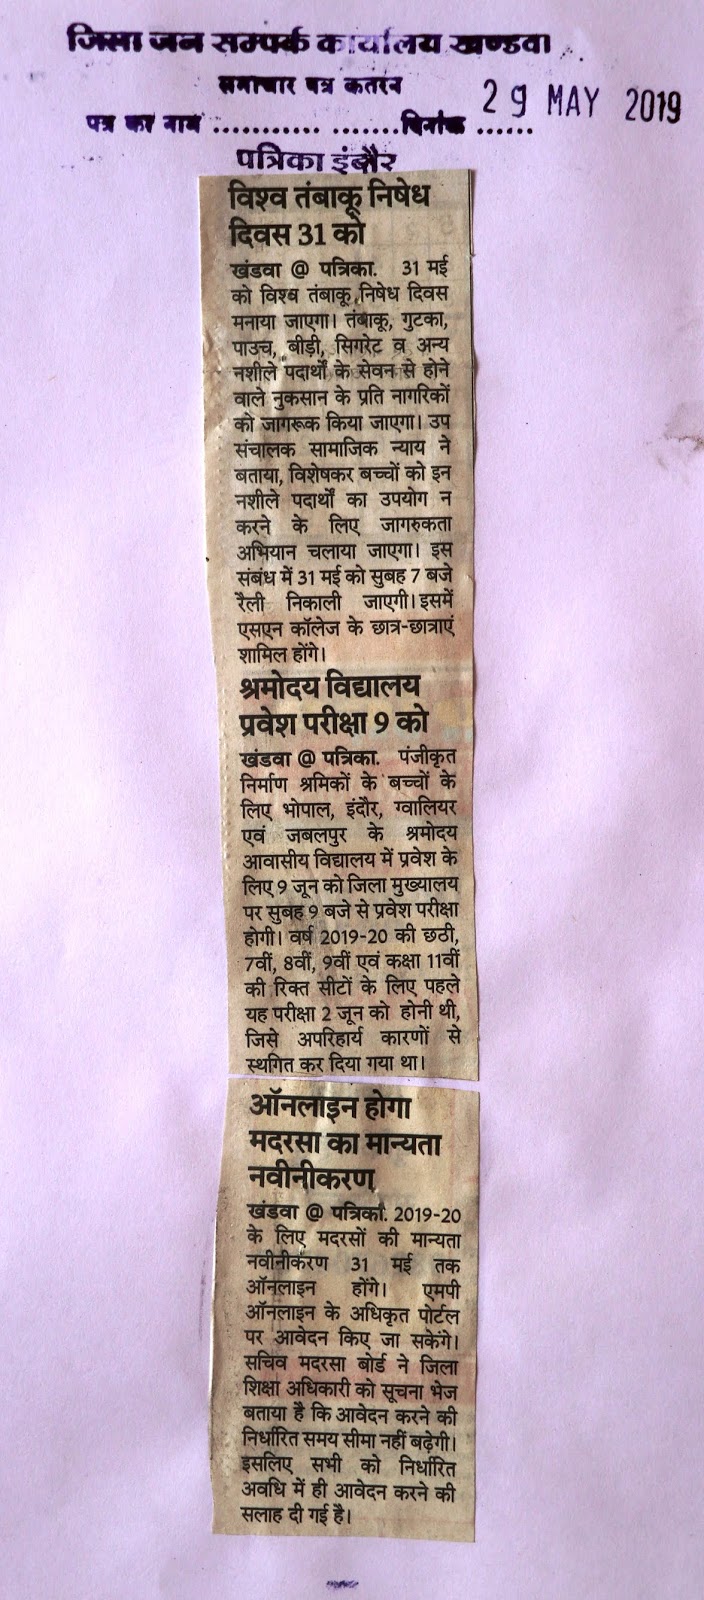 जिला जन सम्पर्क कार्यालय खण्डवा
समाचार पत्र कतरन
29 MAY 2019
पत्र का नाम ........... .......दिनांक ......
पत्रिका इंदौर
विश्व तंबाकू निषेध
दिवस 31 को
खंडवा @ पत्रिका. 31 मई
को विश्व तंबाकू निषेध दिवस
मनाया जाएगा। तंबाकू, गुटका,
पाउच, बीड़ी, सिगरेट व अन्य
नशीले पदार्थों के सेवन से होने
वाले नुकसान के प्रति नागरिकों
को जागरूक किया जाएगा। उप
संचालक सामाजिक न्याय ने
बताया, विशेषकर बच्चों को इन
नशीले पदार्थों का उपयोग न
करने के लिए जागरुकता
अभियान चलाया जाएगा। इस
संबंध में 31 मई को सुबह 7 बजे
रैली निकाली जाएगी। इसमें
एसएन कॉलेज के छात्र-छात्राएं
शामिल होंगे।
श्रमोदय विद्यालय
प्रवेश परीक्षा 9 को
खंडवा @ पत्रिका. पंजीकृत
निर्माण श्रमिकों के बच्चों के
लिए भोपाल, इंदौर, ग्वालियर
एवं जबलपुर के श्रमोदय
आवासीय विद्यालय में प्रवेश के
लिए 9 जून को जिला मुख्यालय
पर सुबह 9 बजे से प्रवेश परीक्षा
होगी। वर्ष 2019-20 की छठी,
7वीं, 8वीं, 9वीं एवं कक्षा 11वीं
की रिक्त सीटों के लिए पहले
यह परीक्षा 2 जून को होनी थी,
जिसे अपरिहार्य कारणों से
स्थगित कर दिया गया था।
ऑनलाइन होगा
मदरसा का मान्यता
नवीनीकरण
खंडवा @ पत्रिका. 2019-20
के लिए मदरसों की मान्यता
नवीनीकरण 31 मई तक
ऑनलाइन होंगे। एमपी
ऑनलाइन के अधिकृत पोर्टल
पर आवेदन किए जा सकेंगे।
सचिव मदरसा बोर्ड ने जिला
शिक्षा अधिकारी को सूचना भेज
बताया है कि आवेदन करने की
निर्धारित समय सीमा नहीं बढ़ेगी।
इसलिए सभी को निर्धारित
अवधि में ही आवेदन करने की
सलाह दी गई है।